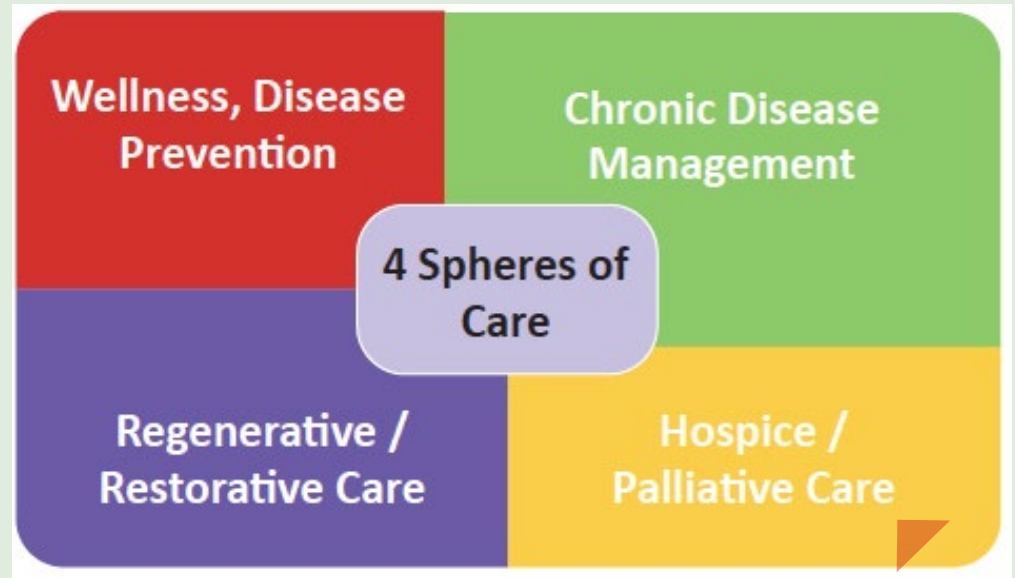 Wellness, Disease
Prevention
Chronic Disease
Management
4 Spheres of
Care
Regenerative /
Restorative Care
Hospice /
Palliative Care